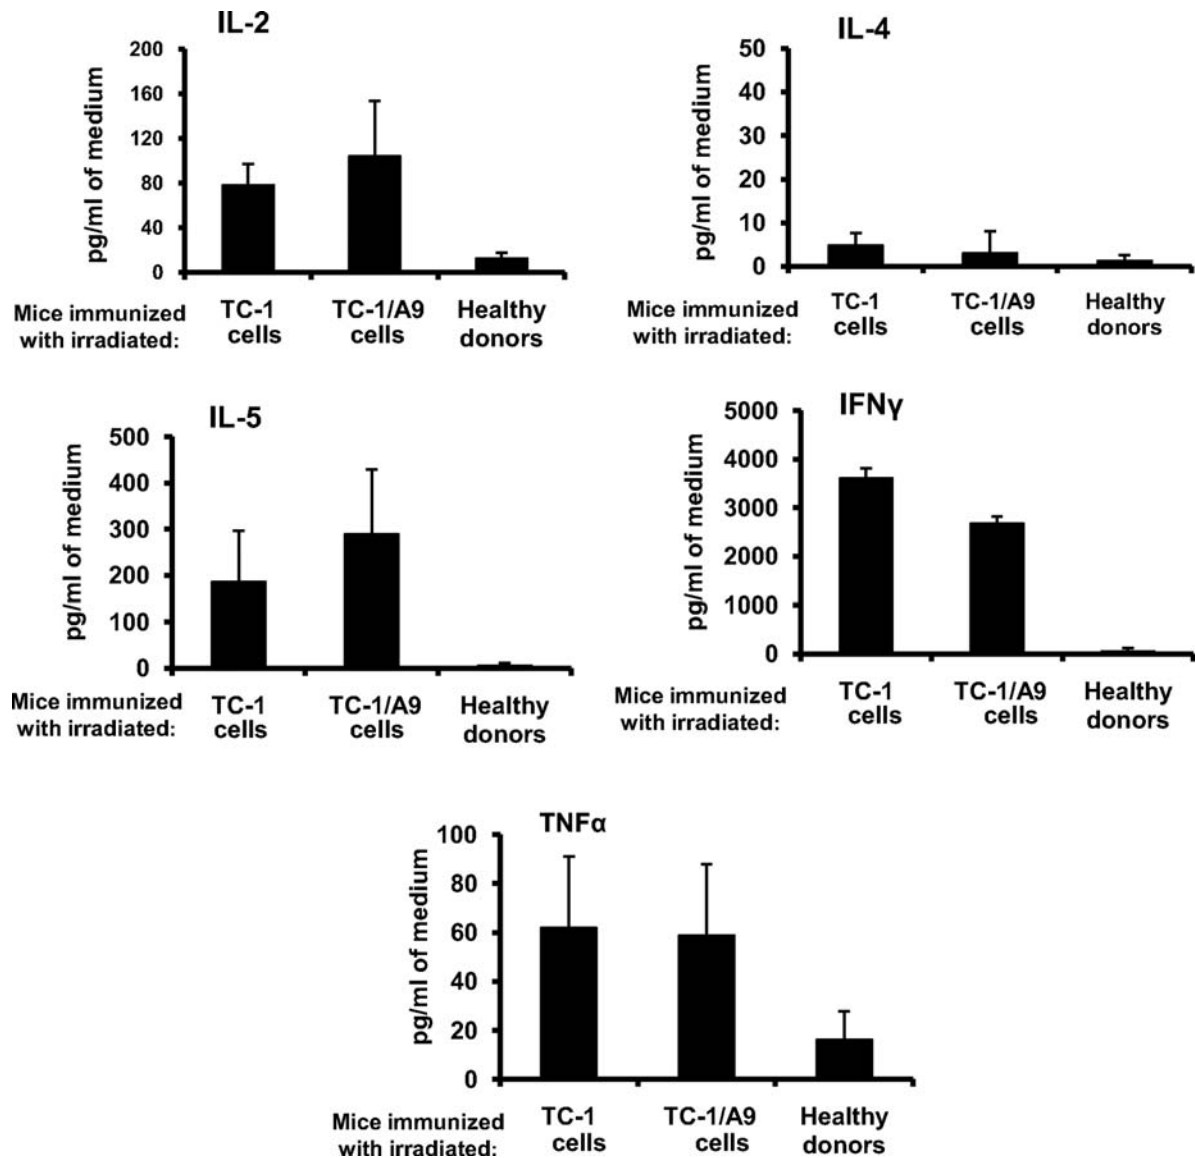 IL-2
pg/ml of medium
200
160
120
80
40
0
Mice immunized
with irradiated:
TC-1
cells
TC-1/A9
cells
Healthy
donors
IL-4
pg/ml of medium
50
40
30
20
10
0
Mice immunized
with irradiated:
TC-1
cells
TC-1/A9
cells
Healthy
donors
IL-5
pg/ml of medium
500
400
300
200
100
0
Mice immunized
with irradiated:
TC-1
cells
TC-1/A9
cells
Healthy
donors
IFNγ
pg/ml of medium
5000
4000
3000
2000
1000
0
Mice immunized
with irradiated:
TC-1
cells
TC-1/A9
cells
Healthy
donors
TNFα
pg/ml of medium
100
80
60
40
20
0
Mice immunized
with irradiated:
TC-1
cells
TC-1/A9
cells
Healthy
donors